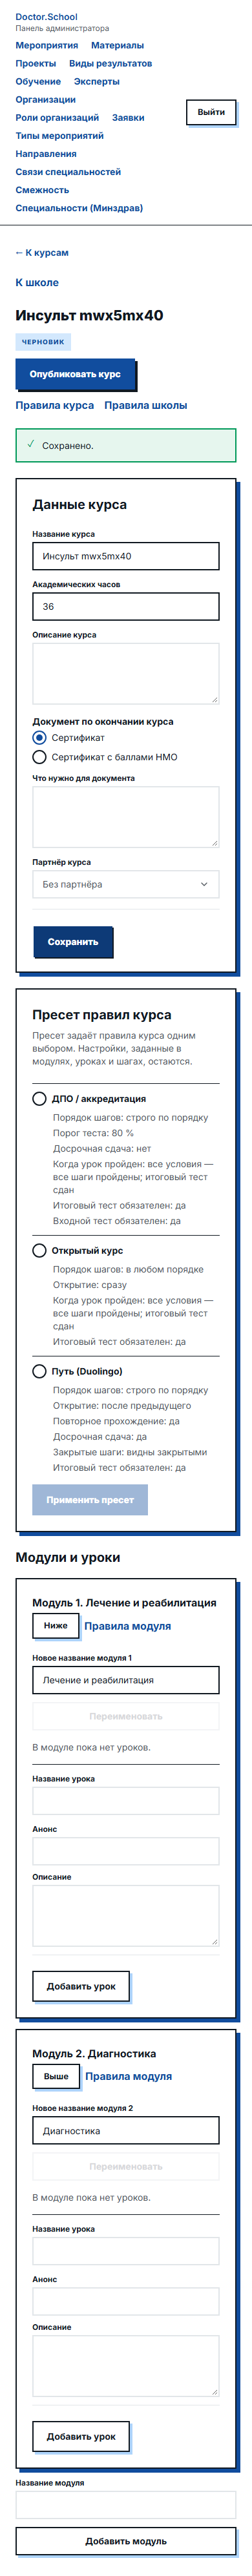 Doctor.School
Панель администратора
Мероприятия Материалы
Проекты Виды результатов
Обучение Эксперты
Организации
Роли организаций Заявки
Типы мероприятий
Направления
Связи специальностей
Смежность
Специальности (Минздрав)
Выйти
← К курсам
К школе
Инсульт mwx5mx40
ЧЕРНОВИК
Опубликовать курс
Правила курса Правила школы
✓ Сохранено.
Данные курса
Название курса
Инсульт mwx5mx40
Академических часов
36
Описание курса
Документ по окончании курса
Сертификат
Сертификат с баллами НМО
Что нужно для документа
Партнёр курса
Без партнёра
Сохранить
Пресет правил курса
Пресет задаёт правила курса одним
выбором. Настройки, заданные в
модулях, уроках и шагах, остаются.
ДПО / аккредитация
Порядок шагов: строго по порядку
Порог теста: 80 %
Досрочная сдача: нет
Когда урок пройден: все условия —
все шаги пройдены; итоговый тест
сдан
Итоговый тест обязателен: да
Входной тест обязателен: да
Открытый курс
Порядок шагов: в любом порядке
Открытие: сразу
Когда урок пройден: все условия —
все шаги пройдены; итоговый тест
сдан
Итоговый тест обязателен: да
Путь (Duolingo)
Порядок шагов: строго по порядку
Открытие: после предыдущего
Повторное прохождение: да
Досрочная сдача: да
Закрытые шаги: видны закрытыми
Итоговый тест обязателен: да
Применить пресет
Модули и уроки
Модуль 1. Лечение и реабилитация
Ниже Правила модуля
Новое название модуля 1
Лечение и реабилитация
Переименовать
В модуле пока нет уроков.
Название урока
Анонс
Описание
Добавить урок
Модуль 2. Диагностика
Выше Правила модуля
Новое название модуля 2
Диагностика
Переименовать
В модуле пока нет уроков.
Название урока
Анонс
Описание
Добавить урок
Название модуля
Добавить модуль